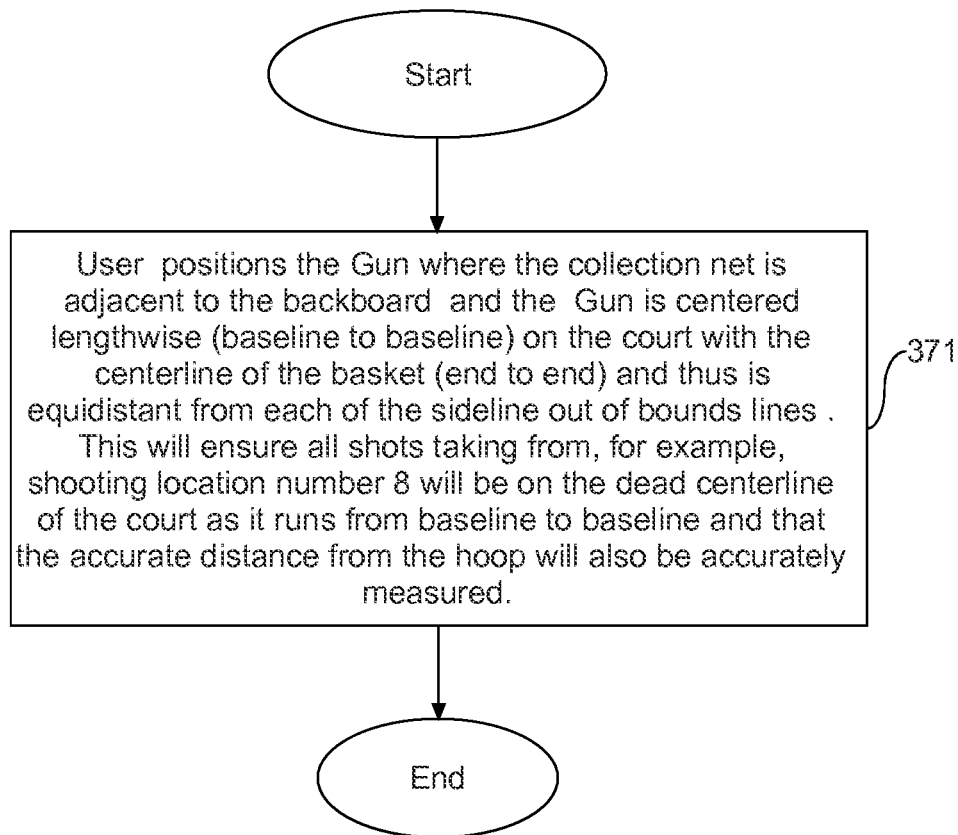 Start
User positions the Gun where the collection net is
adjacent to the backboard and the Gun is centered
lengthwise (baseline to baseline) on the court with the
centerline of the basket (end to end) and thus is
equidistant from each of the sideline out of bounds lines .
This will ensure all shots taking from, for example,
shooting location number 8 will be on the dead centerline
of the court as it runs from baseline to baseline and that
the accurate distance from the hoop will also be accurately
measured.
371
End